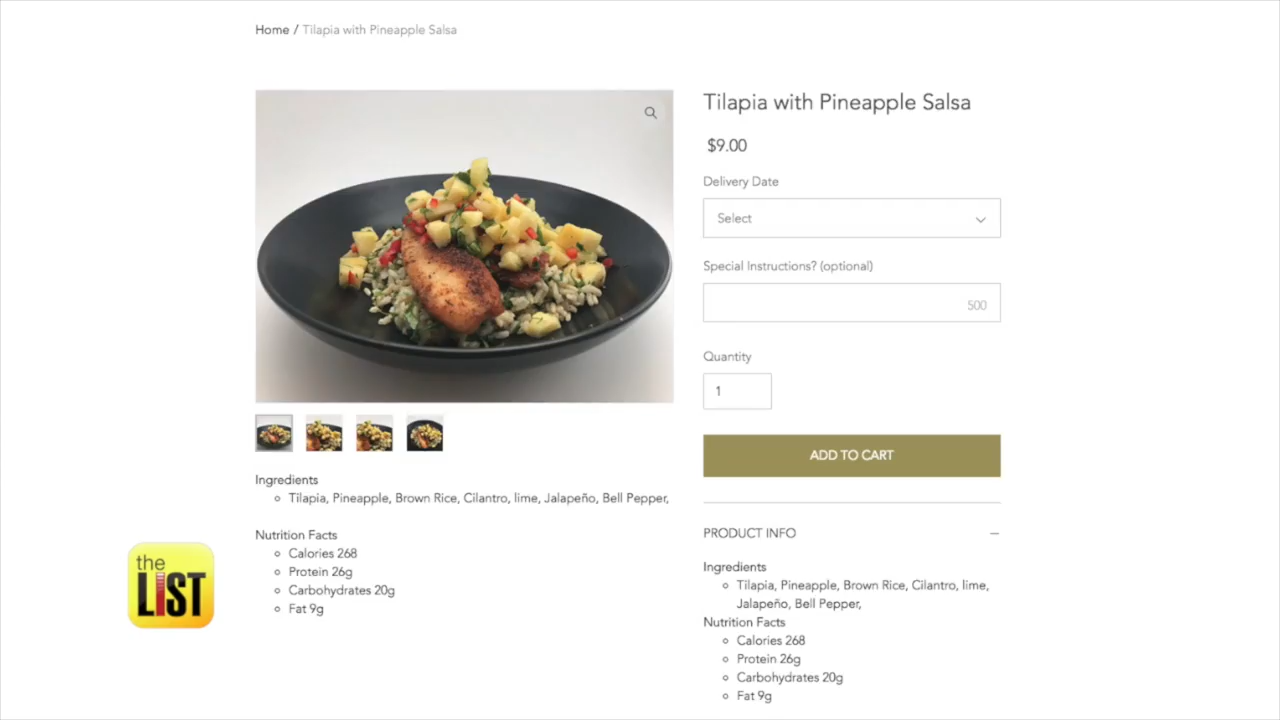 Home / Tilapia with Pineapple Salsa
Tilapia with Pineapple Salsa
$9.00
Delivery Date
Select
Special Instructions? (optional)
500
Quantity
1
ADD TO CART
Ingredients
Tilapia, Pineapple, Brown Rice, Cilantro, lime, Jalapeño, Bell Pepper,
Nutrition Facts
Calories 268
Protein 26g
Carbohydrates 20g
Fat 9g
PRODUCT INFO
Ingredients
Tilapia, Pineapple, Brown Rice, Cilantro, lime,
Jalapeño, Bell Pepper,
Nutrition Facts
Calories 268
Protein 26g
Carbohydrates 20g
Fat 9g
the
LIST